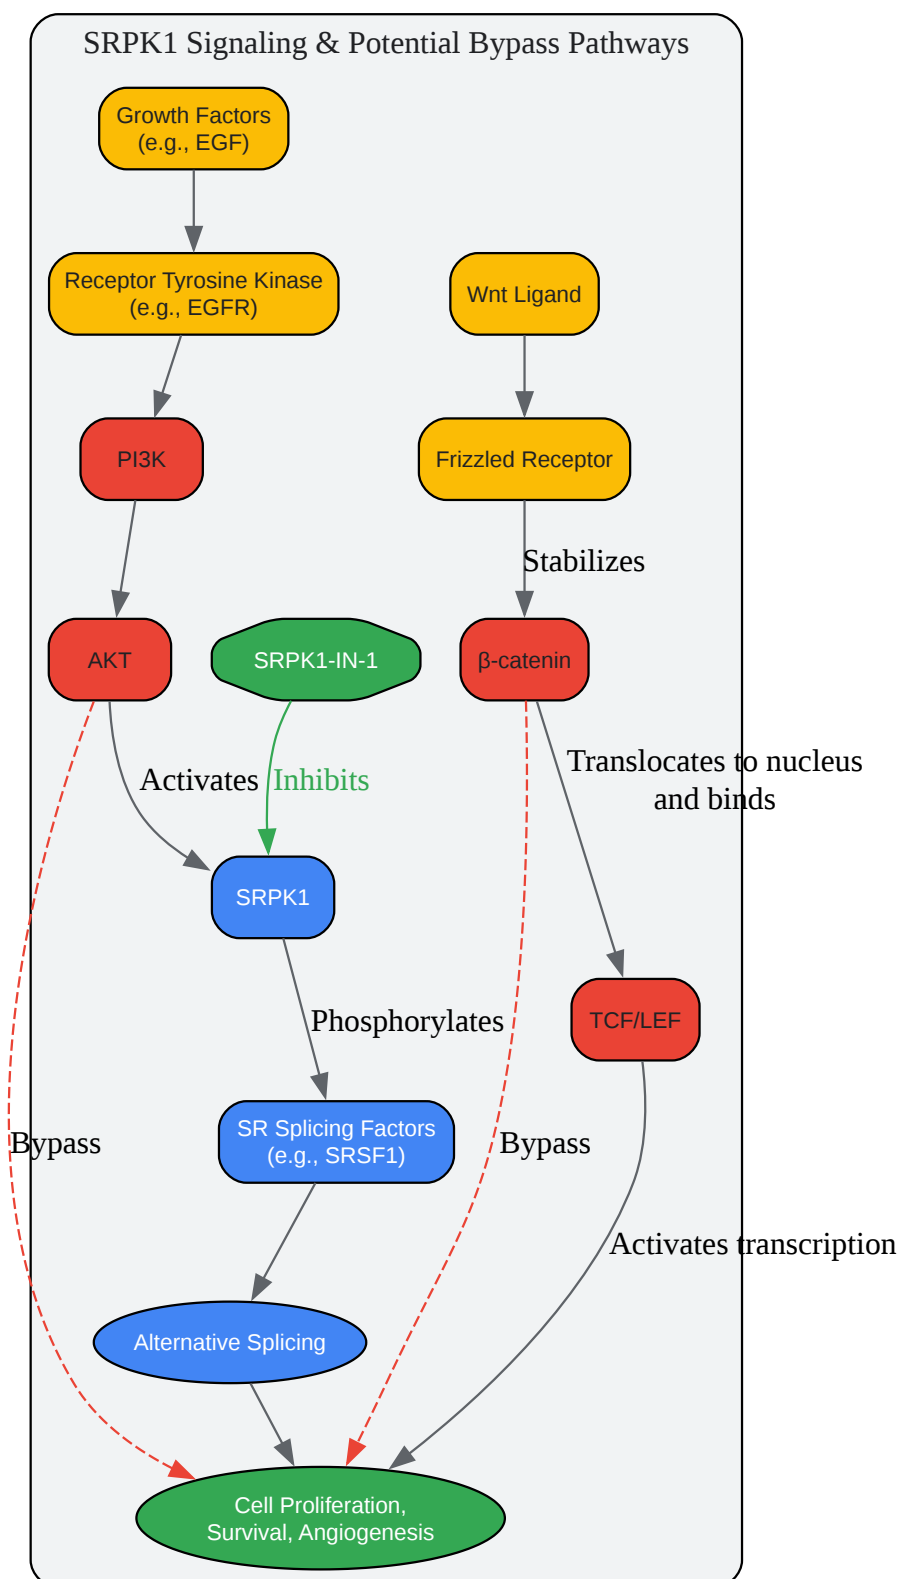 SRPK1 Signaling & Potential Bypass Pathways
Growth Factors
(e.g., EGF)
Receptor Tyrosine Kinase
(e.g., EGFR)
Wnt Ligand
PI3K
Frizzled Receptor
Stabilizes
AKT
SRPK1-IN-1
β-catenin
Activates
Inhibits
Translocates to nucleus
and binds
SRPK1
Phosphorylates
TCF/LEF
SR Splicing Factors
(e.g., SRSF1)
Bypass
Bypass
Activates transcription
Alternative Splicing
Cell Proliferation,
Survival, Angiogenesis